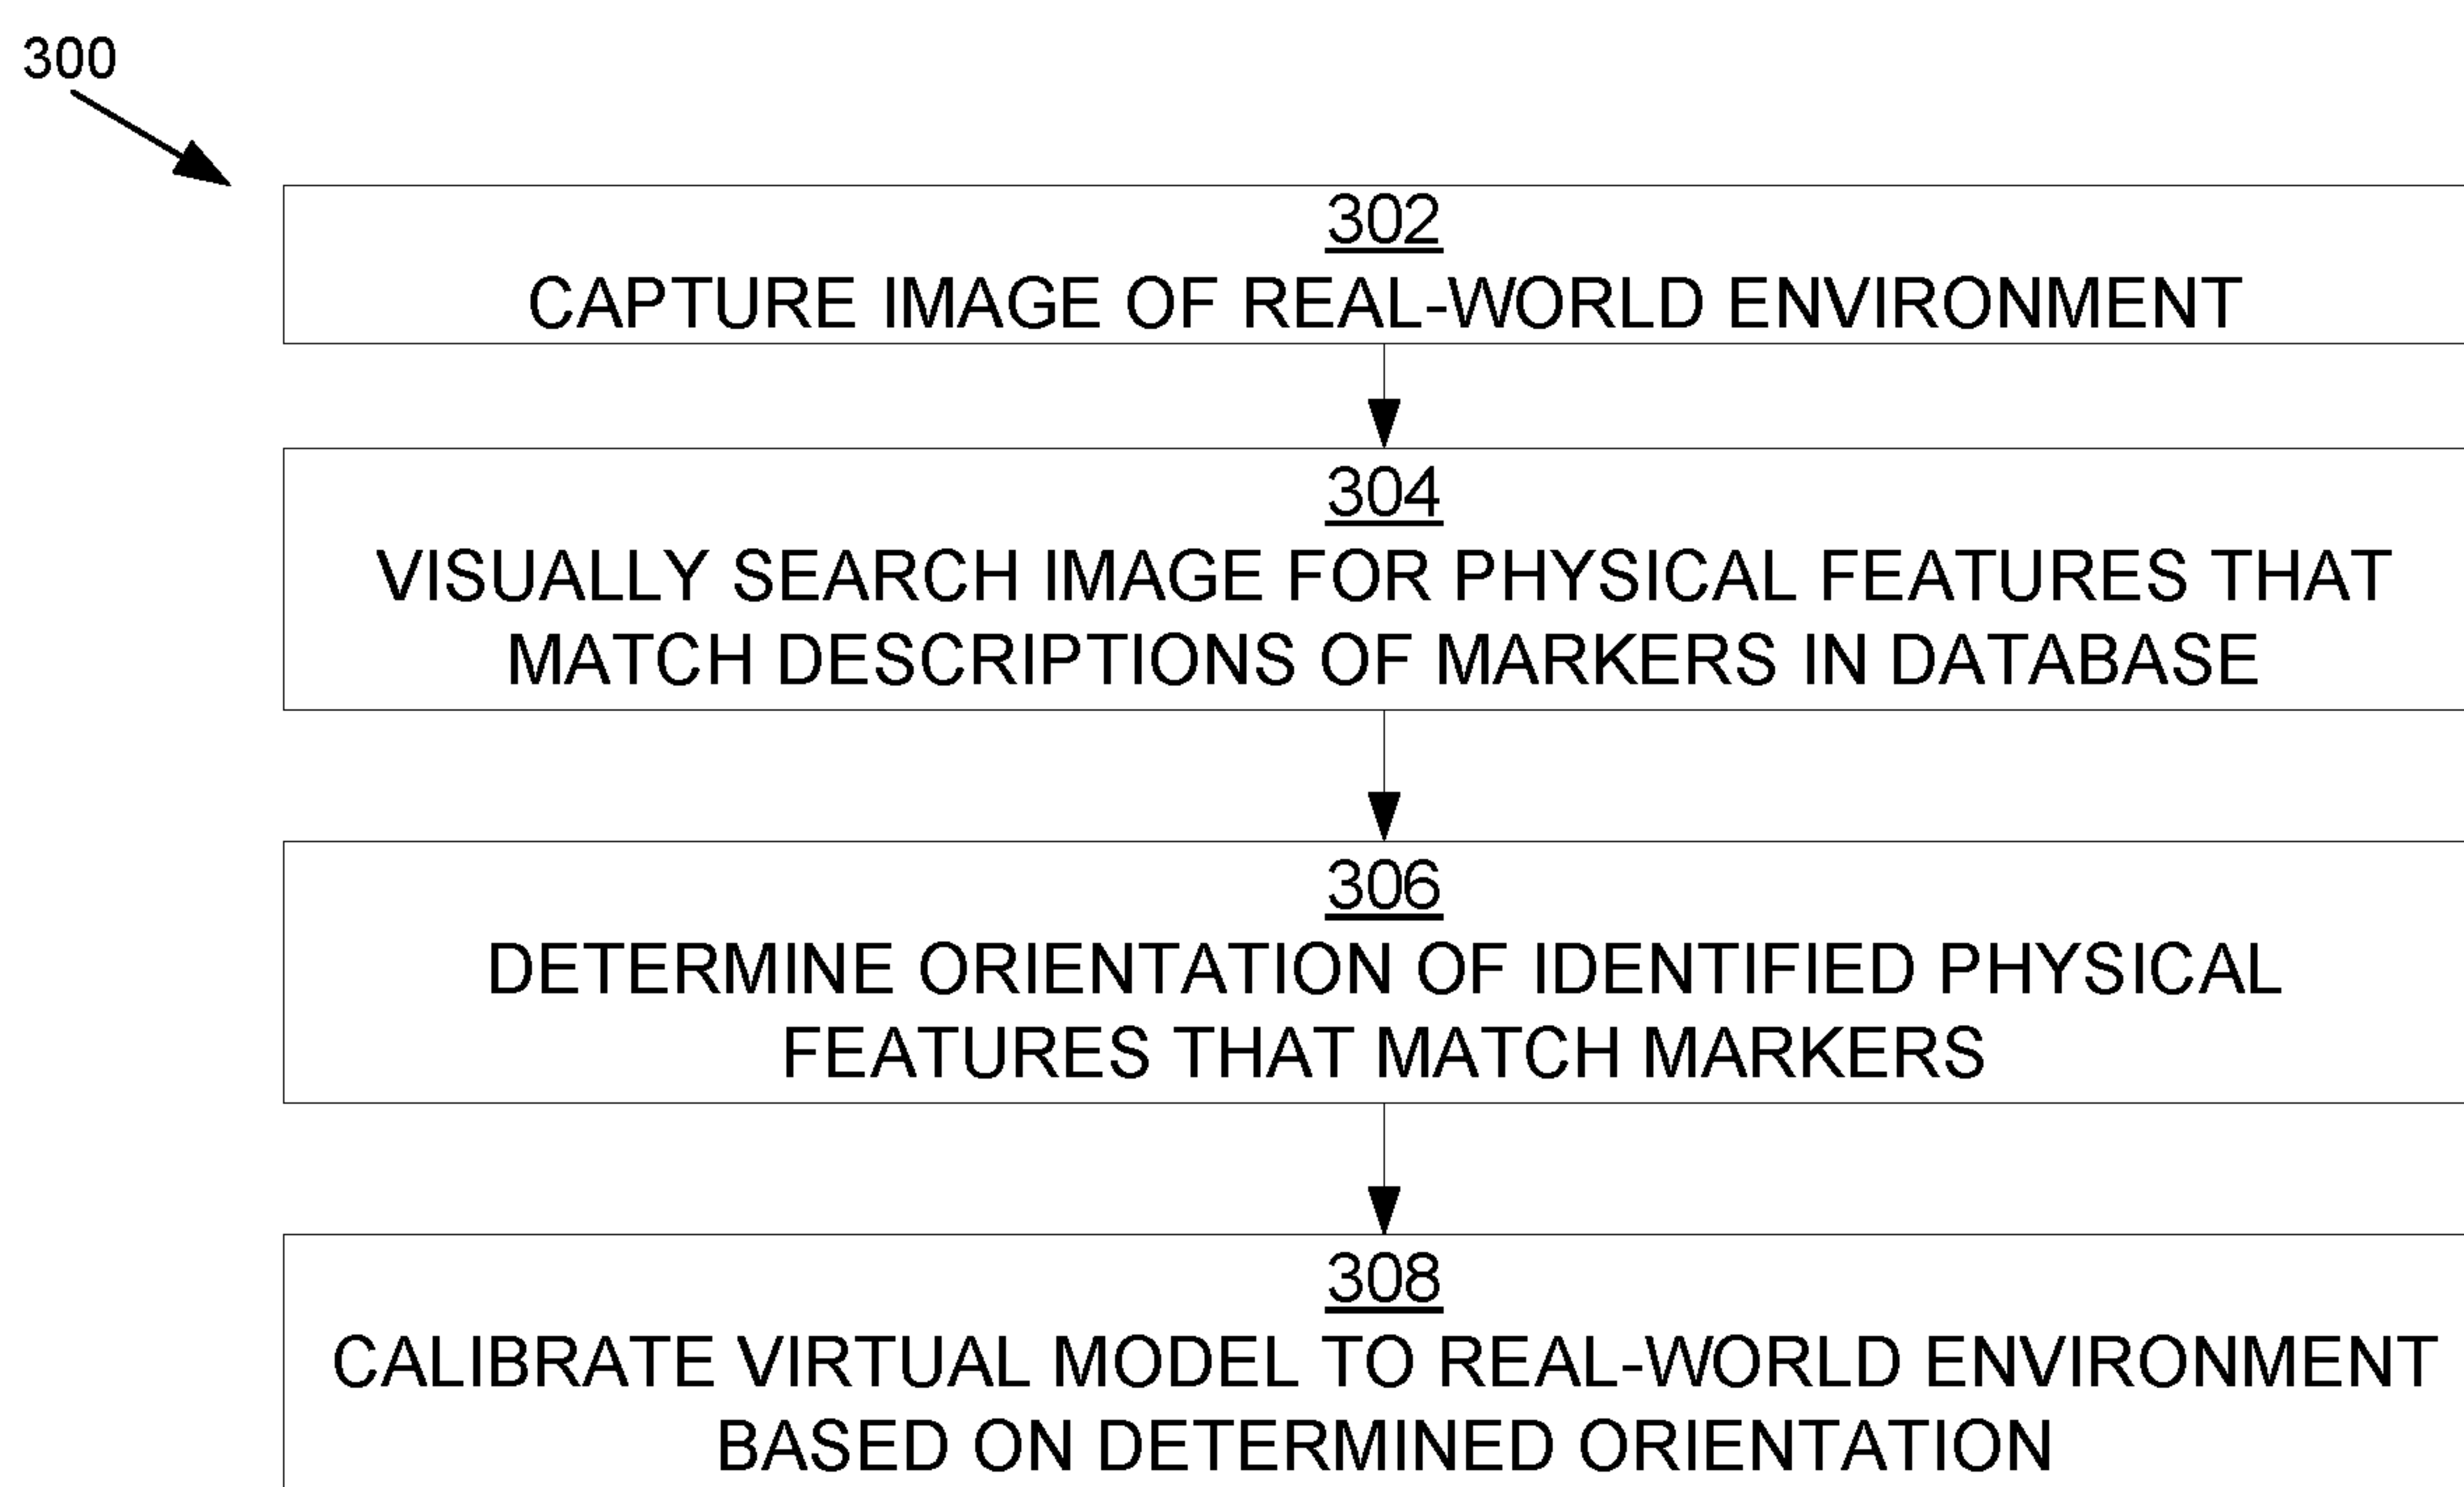 300
302
CAPTURE IMAGE OF REAL-WORLD ENVIRONMENT
304
VISUALLY SEARCH IMAGE FOR PHYSICAL FEATURES THAT
MATCH DESCRIPTIONS OF MARKERS IN DATABASE
306
DETERMINE ORIENTATION OF IDENTIFIED PHYSICAL
FEATURES THAT MATCH MARKERS
308
CALIBRATE VIRTUAL MODEL TO REAL-WORLD ENVIRONMENT
BASED ON DETERMINED ORIENTATION